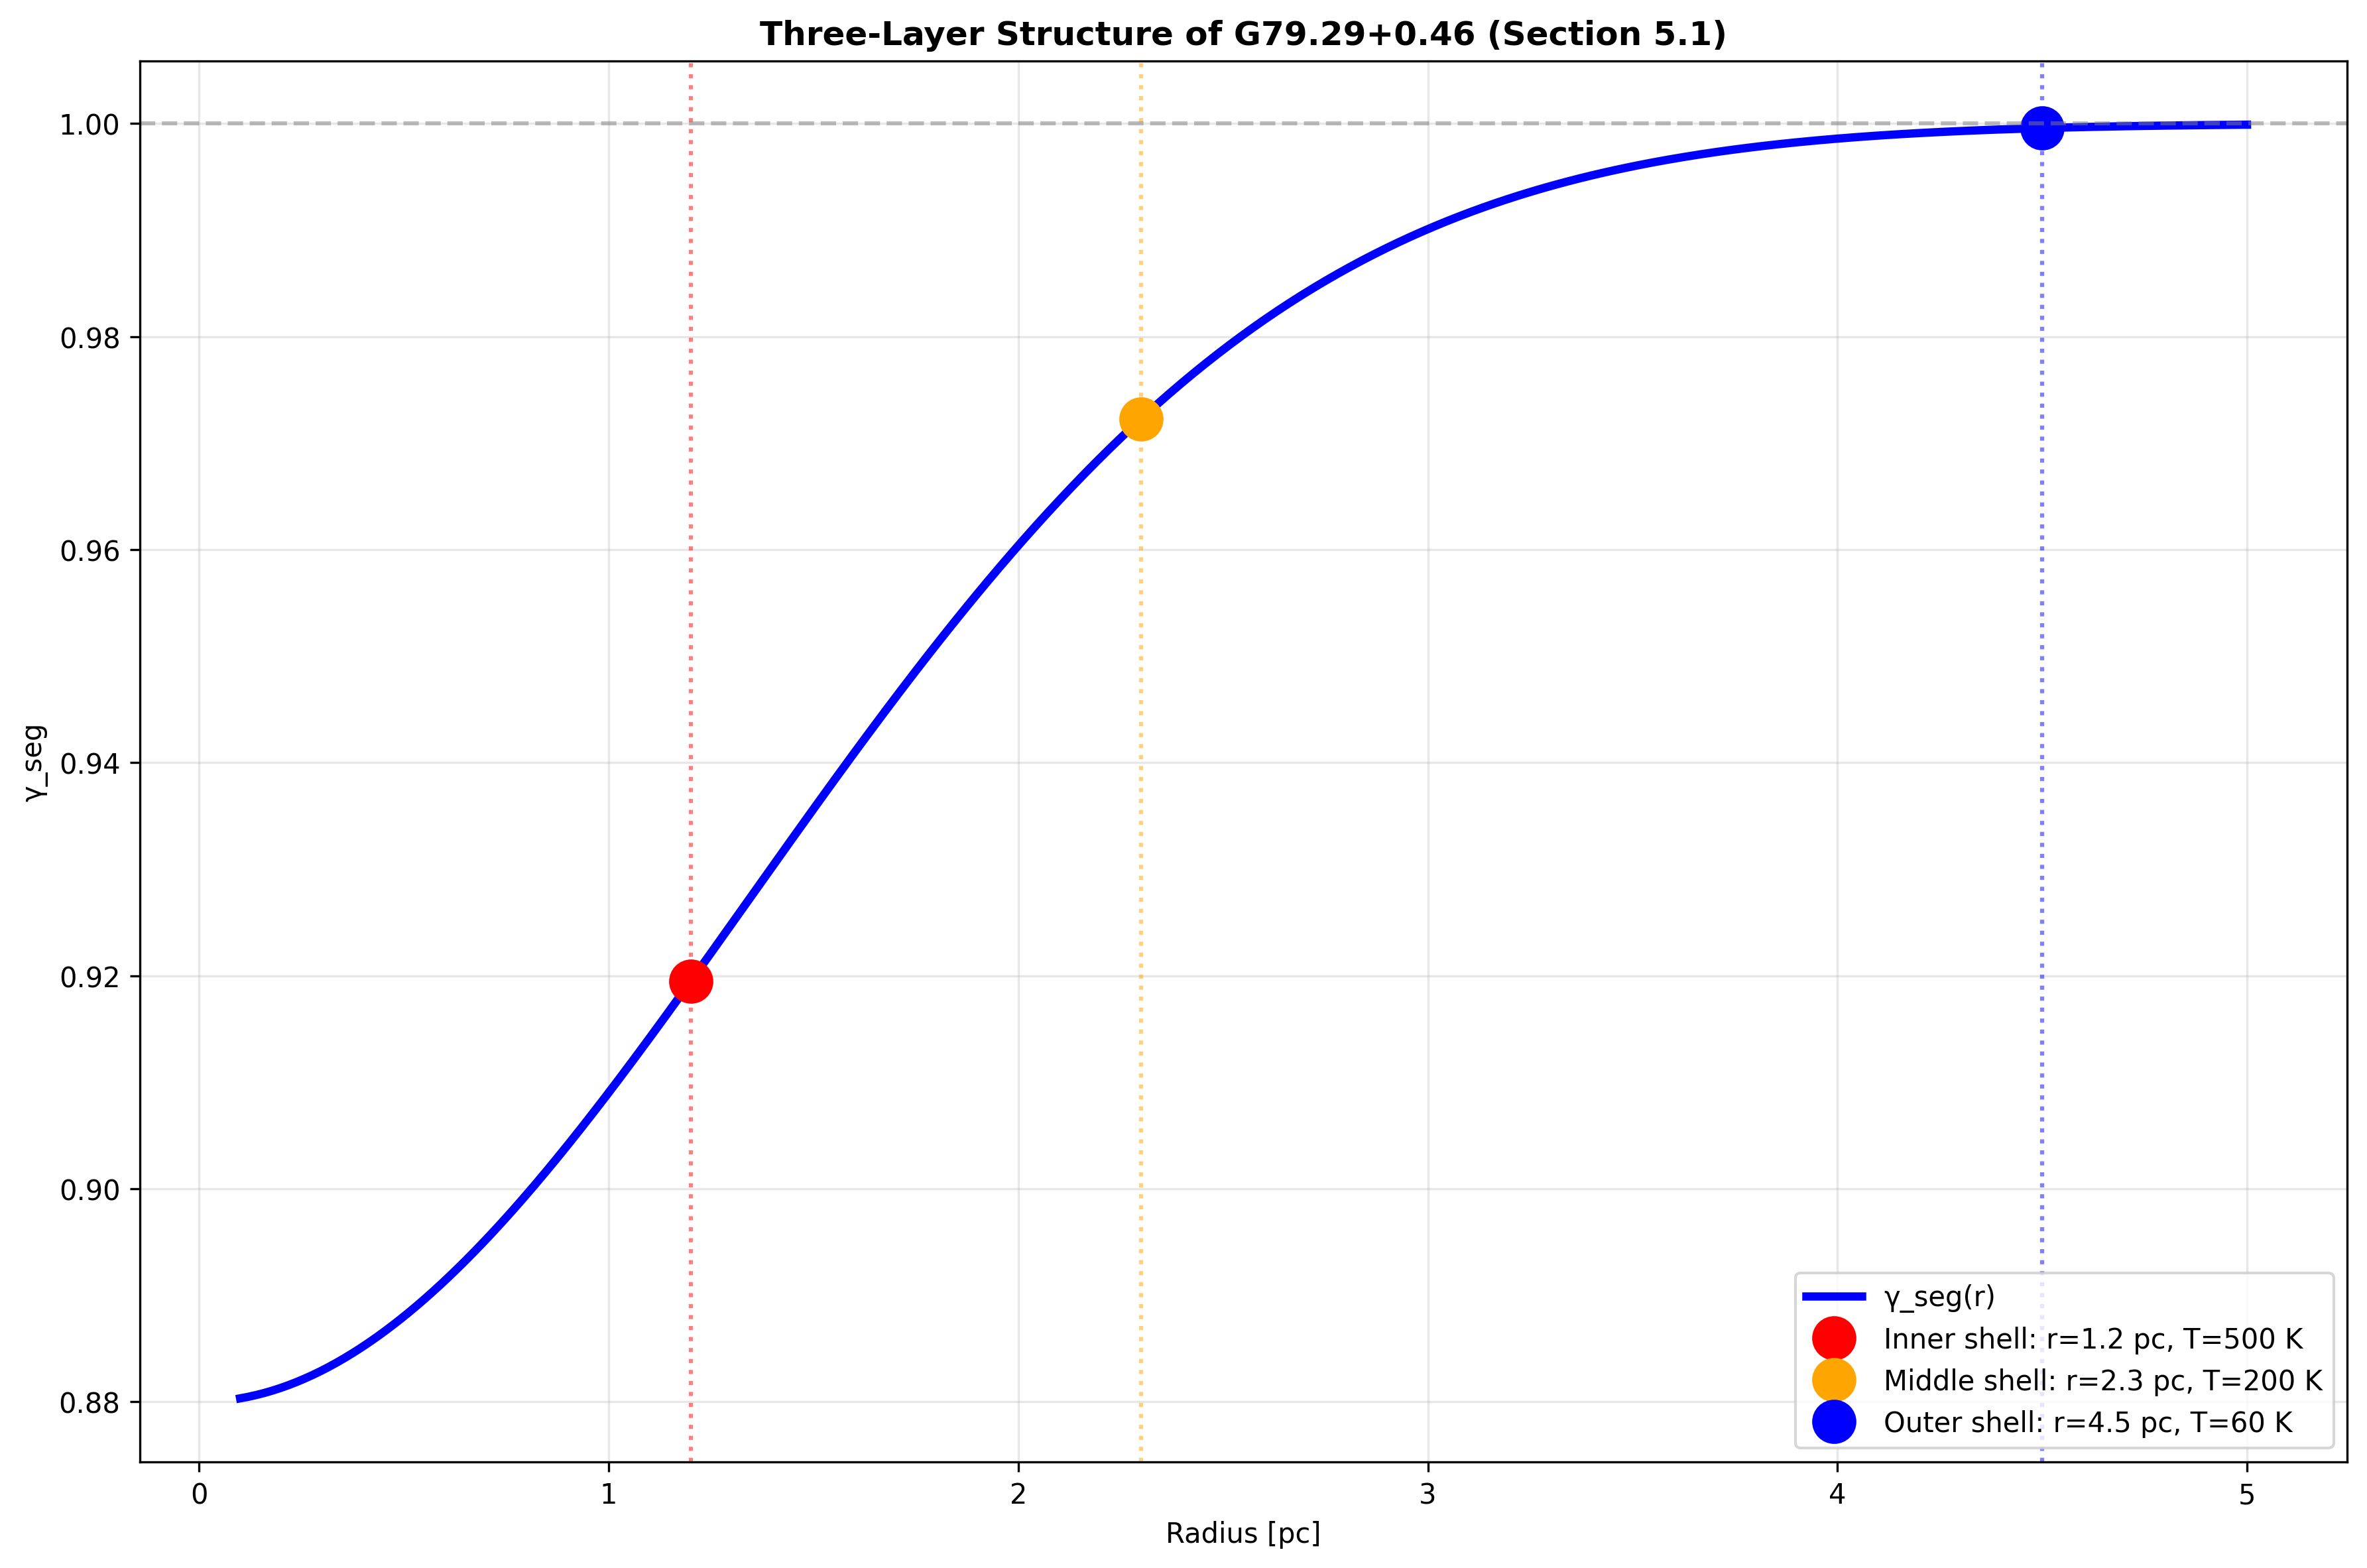 Three-Layer Structure of G79.29+0.46 (Section 5.1)
γ_seg
1.00
0.98
0.96
0.94
0.92
0.90
0.88
0
1
2
3
4
5
Radius [pc]
γ_seg(r)
Inner shell: r=1.2 pc, T=500 K
Middle shell: r=2.3 pc, T=200 K
Outer shell: r=4.5 pc, T=60 K